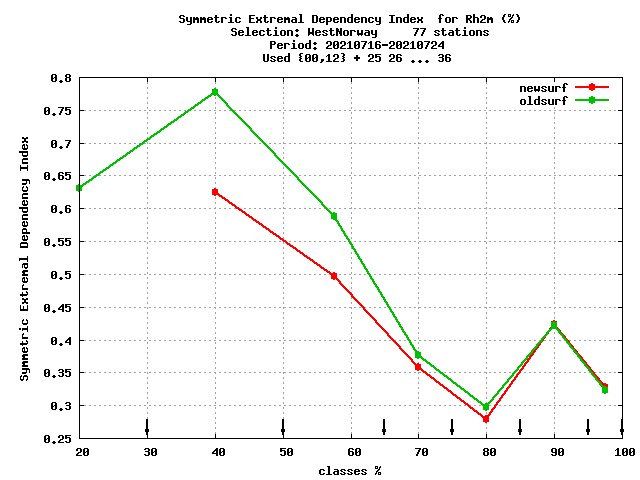 Symmetric Extremal Dependency Index  for Rh2m (%)
Selection: WestNorway     77 stations
Period: 20210716-20210724
Used {00,12} + 25 26 ... 36
newsurf
oldsurf
Symmetric Extremal Dependency Index
0.8
0.75
0.7
0.65
0.6
0.55
0.5
0.45
0.4
0.35
0.3
0.25
20 30 40 50 60 70 80 90 100
classes %